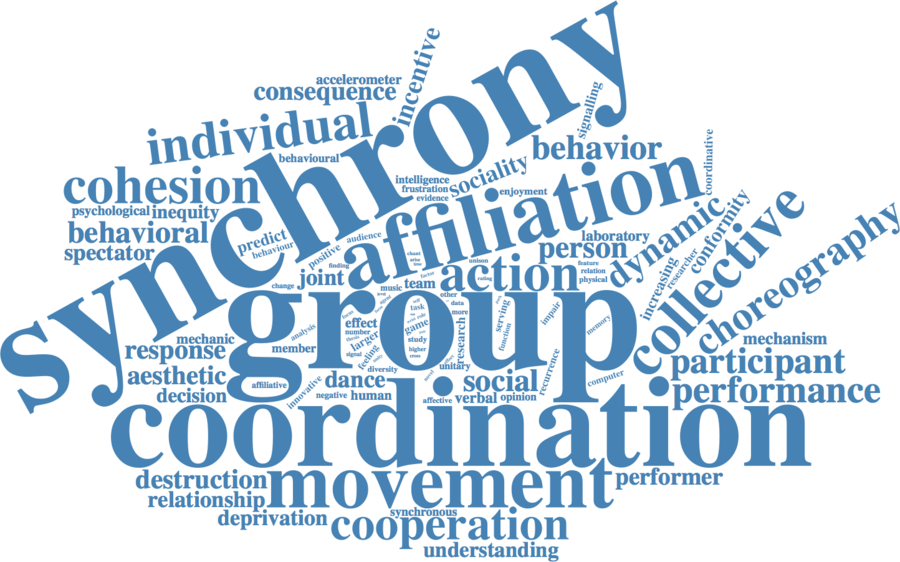 synchrony
accelerometer
consequence
incentive
signalling
individual
behavioural
behavior
coordinative
cohesion
intelligence
frustration
evidence
sociality
enjoyment
affiliation
psychological
inequity
behavioral
spectator
predict
behaviour
positive
audience
finding
laboratory
person
dynamic
conformity
researcher
increasing
collective
choreography
feature
relation
physical
joint
team
action
unison
rating
factor
change
music
group
other
data
more
task
game
study
higher
effect
number
larger
feeling
signal
analysis
research
serving
function
impair
memory
mechanic
response
member
mechanism
participant
aesthetic
decision
affiliative
innovative
diversity
dance
negative
human
unitary
social
affective
verbal
opinion
recurrence
computer
performance
coordination
destruction
relationship
movement
performer
deprivation
synchronous
cooperation
understanding